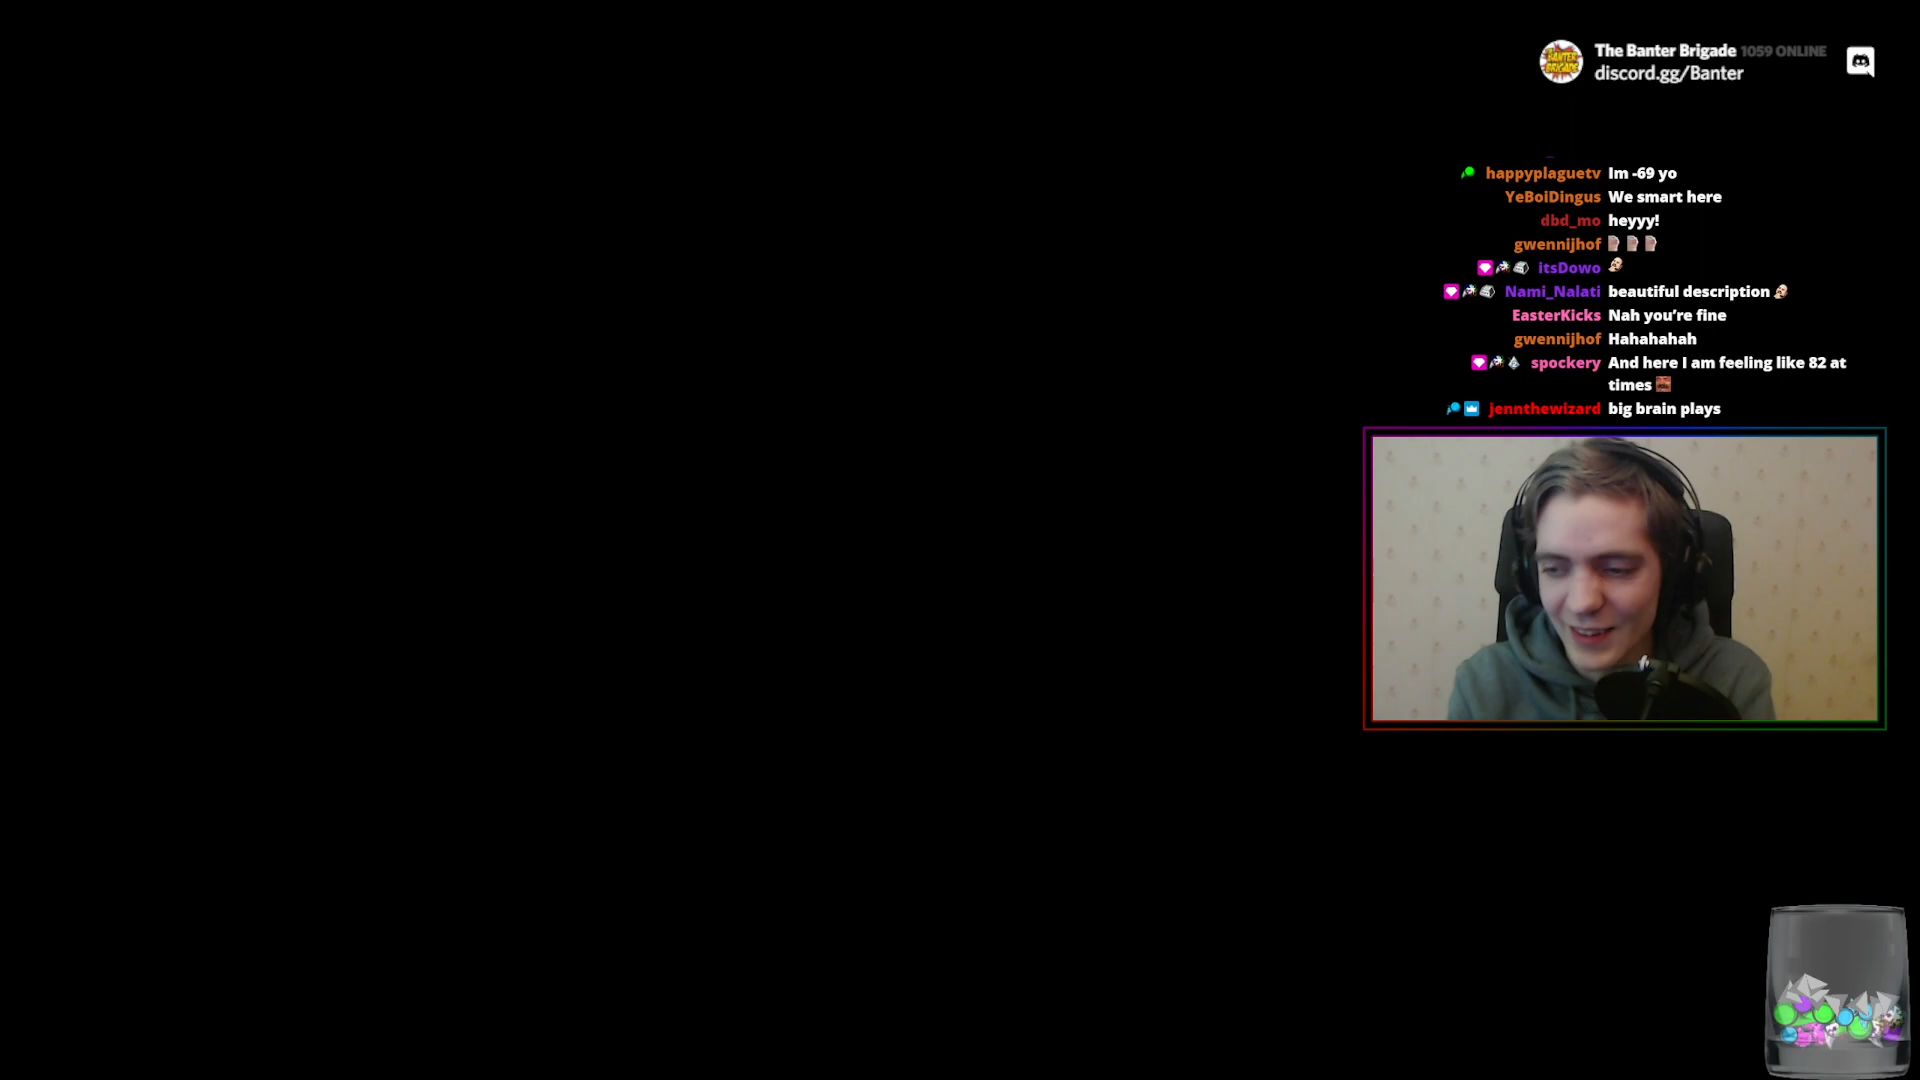 The Banter Brigade 1059 ONLINE
discord.gg/Banter
happyplaguetv Im -69 yo
YeBoiDingus We smart here
dbd_mo heyyy!
gwennijhof
itsDowo
Nami_Nalati beautiful description
EasterKicks Nah you’re fine
gwennijhof Hahahahah
spockery And here I am feeling like 82 at
times
jennthewizard big brain plays